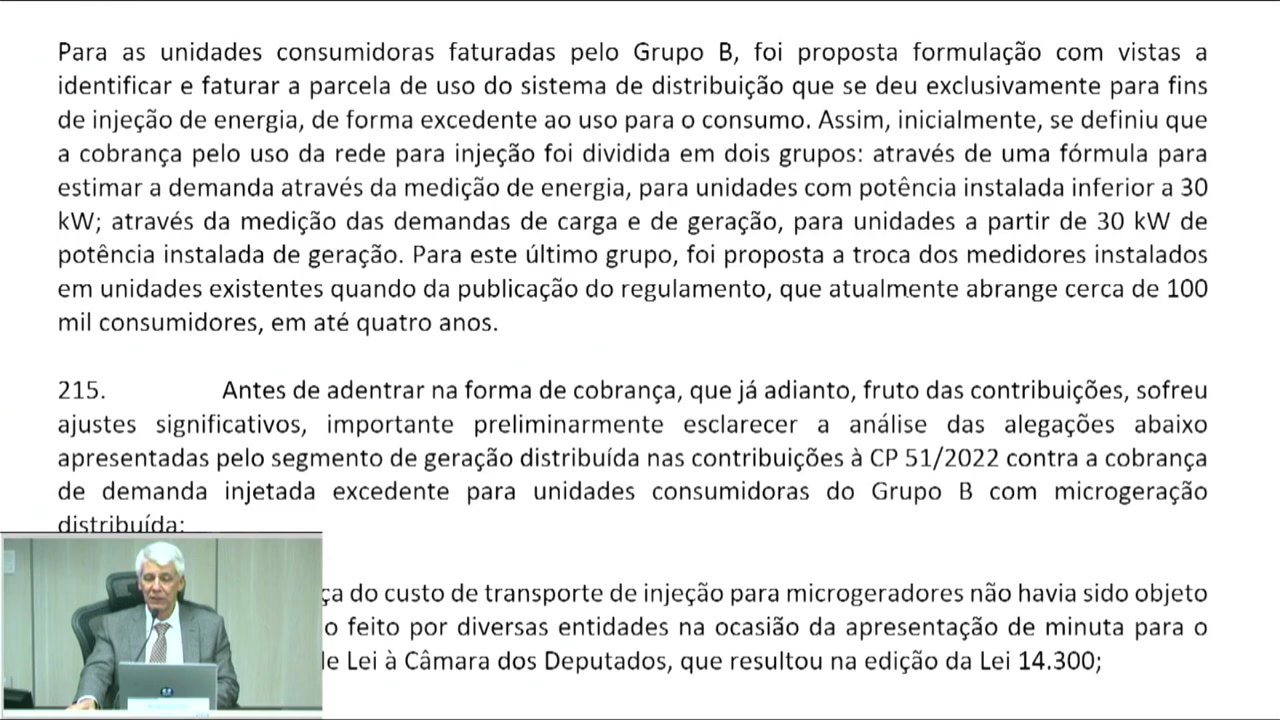 Para as unidades consumidoras faturadas pelo Grupo B, foi proposta formulação com vistas a
identificar e faturar a parcela de uso do sistema de distribuição que se deu exclusivamente para fins
de injeção de energia, de forma excedente ao uso para o consumo. Assim, inicialmente, se definiu que
a cobrança pelo uso da rede para injeção foi dividida em dois grupos: através de uma fórmula para
estimar a demanda através da medição de energia, para unidades com potência instalada inferior a 30
kW; através da medição das demandas de carga e de geração, para unidades a partir de 30 kW de
potência instalada de geração. Para este último grupo, foi proposta a troca dos medidores instalados
em unidades existentes quando da publicação do regulamento, que atualmente abrange cerca de 100
mil consumidores, em até quatro anos.
215. Antes de adentrar na forma de cobrança, que já adianto, fruto das contribuições, sofreu
ajustes significativos, importante preliminarmente esclarecer a análise das alegações abaixo
apresentadas pelo segmento de geração distribuída nas contribuições à CP 51/2022 contra a cobrança
de demanda injetada excedente para unidades consumidoras do Grupo B com microgeração
distribuída:
ça do custo de transporte de injeção para microgeradores não havia sido objeto
o feito por diversas entidades na ocasião da apresentação de minuta para o
de Lei à Câmara dos Deputados, que resultou na edição da Lei 14.300;